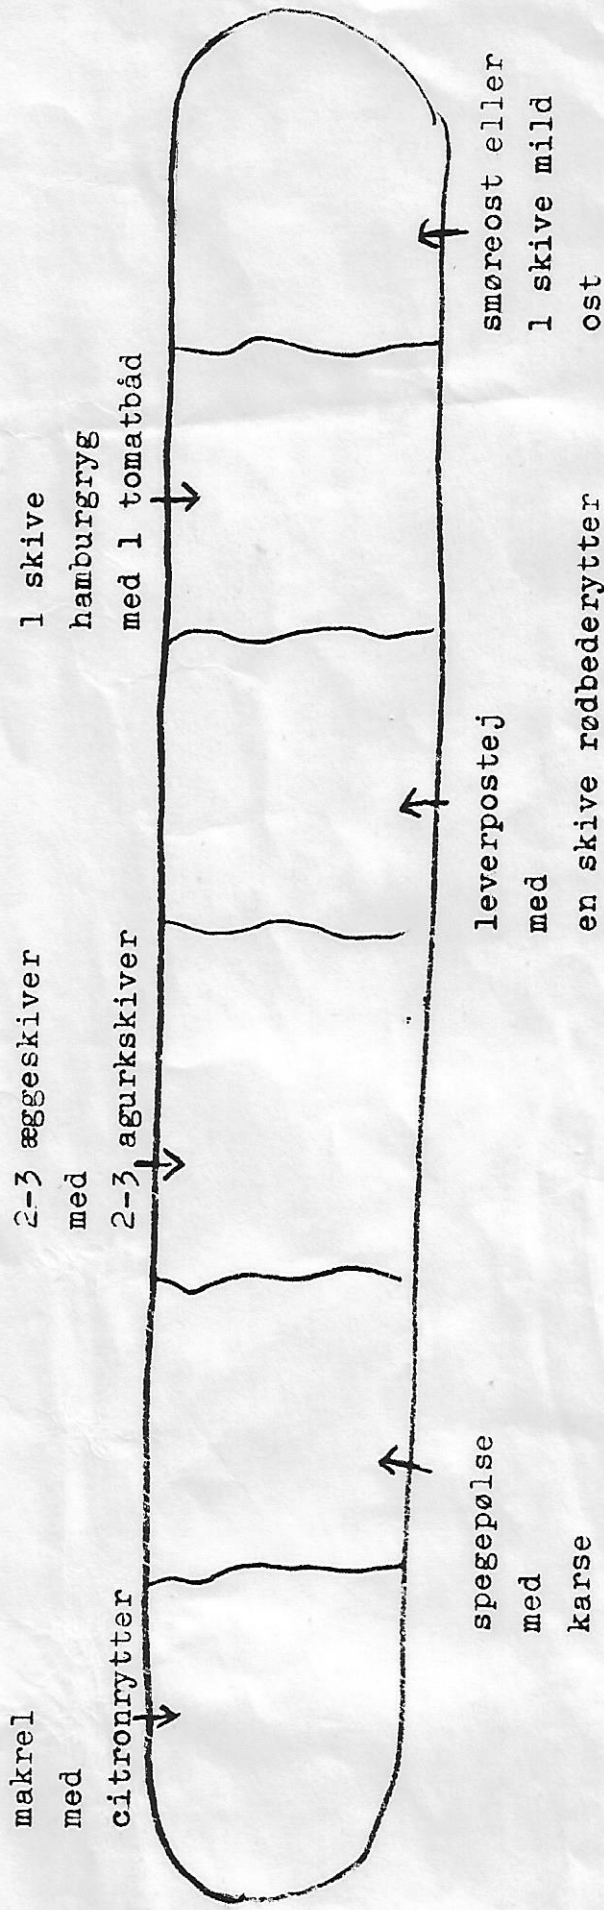 makrel
med
citronrytter
2-3 æggeskiver
med
2-3 agurkskiver
1 skive
hamburgryg
med 1 tomatbåd
spegepølse
med
karse
leverpostej
med
en skive rødbederytter
smøreost eller
1 skive mild
ost